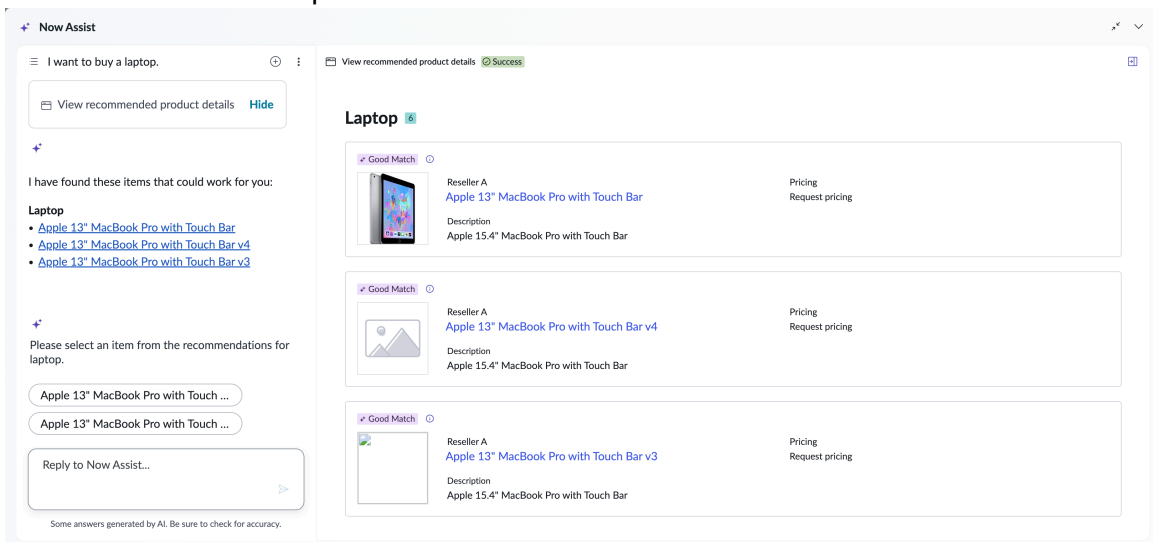 Now Assist
I want to buy a laptop.
View recommended product details Hide
I have found these items that could work for you:
Laptop
• Apple 13" MacBook Pro with Touch Bar
• Apple 13" MacBook Pro with Touch Bar v4
• Apple 13" MacBook Pro with Touch Bar v3
Please select an item from the recommendations for
laptop.
Apple 13" MacBook Pro with Touch ...
Apple 13" MacBook Pro with Touch ...
Reply to Now Assist...
Some answers generated by AI. Be sure to check for accuracy.
View recommended product details Success
Laptop 6
Good Match
Reseller A
Apple 13" MacBook Pro with Touch Bar
Description
Apple 15.4" MacBook Pro with Touch Bar
Pricing
Request pricing
Good Match
Reseller A
Apple 13" MacBook Pro with Touch Bar v4
Description
Apple 15.4" MacBook Pro with Touch Bar
Pricing
Request pricing
Good Match
Reseller A
Apple 13" MacBook Pro with Touch Bar v3
Description
Apple 15.4" MacBook Pro with Touch Bar
Pricing
Request pricing